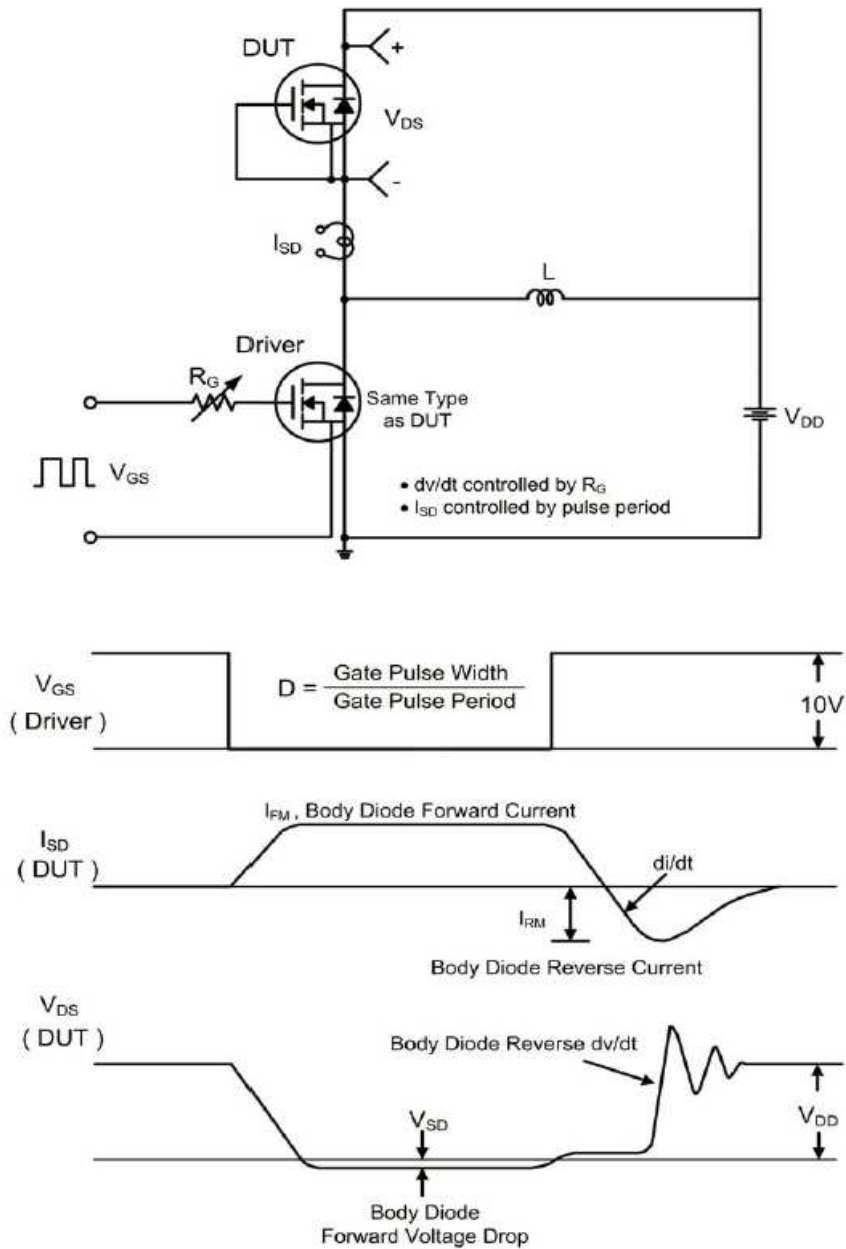 DUT
+
V_DS
-
I_SD
L
Driver
R_G
Same Type
as DUT
V_DD
V_GS
• dv/dt controlled by R_G
• I_SD controlled by pulse period
V_GS
( Driver )
D = Gate Pulse Width
Gate Pulse Period
10V
I_FM , Body Diode Forward Current
I_SD
( DUT )
di/dt
I_RM
Body Diode Reverse Current
V_DS
( DUT )
Body Diode Reverse dv/dt
V_SD
V_DD
Body Diode
Forward Voltage Drop